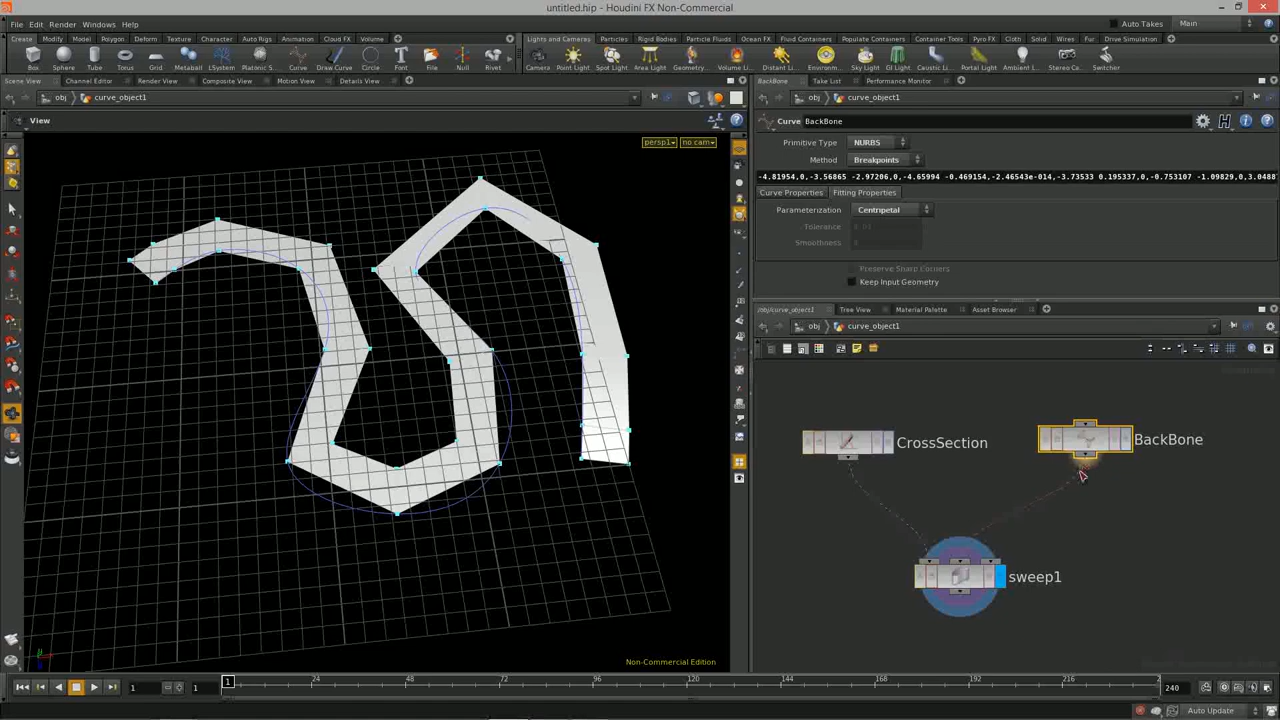 untitled.hip - Houdini FX Non-Commercial
File Edit Render Windows Help
Auto Takes Main
Create Modify Model Polygon Deform Texture Character Auto Rigs Animation Cloud FX Volume
Lights and Cameras Particles Rigid Bodies Particle Fluids Ocean FX Fluid Containers Populate Containers Container Tools Pyro FX Cloth Solid Wires Fur Drive Simulation
Box Sphere Tube Torus Grid Metaball LSystem Platonic S... Curve Draw Curve Circle Font File Null Rivet
Camera Point Light Spot Light Area Light Geometry... Volume Li... Distant Li... Environm... Sky Light GI Light Caustic Li... Portal Light Ambient L... Stereo Ca... Switcher
Scene View Channel Editor Render View Composite View Motion View Details View
BackBone Take List Performance Monitor
obj curve_object1
obj curve_object1
View
Curve BackBone
persp1 no cam
Primitive Type NURBS
Method Breakpoints
-4.81954,0,-3.56865 -2.97206,0,-4.65994 -0.469154,-2.46543e-014,-3.73533 0.195337,0,-0.753107 -1.09829,0,3.0488
Curve Properties Fitting Properties
Parameterization Centripetal
Tolerance
Smoothness
Preserve Sharp Corners
Keep Input Geometry
/obj/curve_object1 Tree View Material Palette Asset Browser
obj curve_object1
CrossSection
BackBone
sweep1
Non-Commercial Edition
1 1 1 24 48 72 96 120 144 168 192 216 2 240
Auto Update